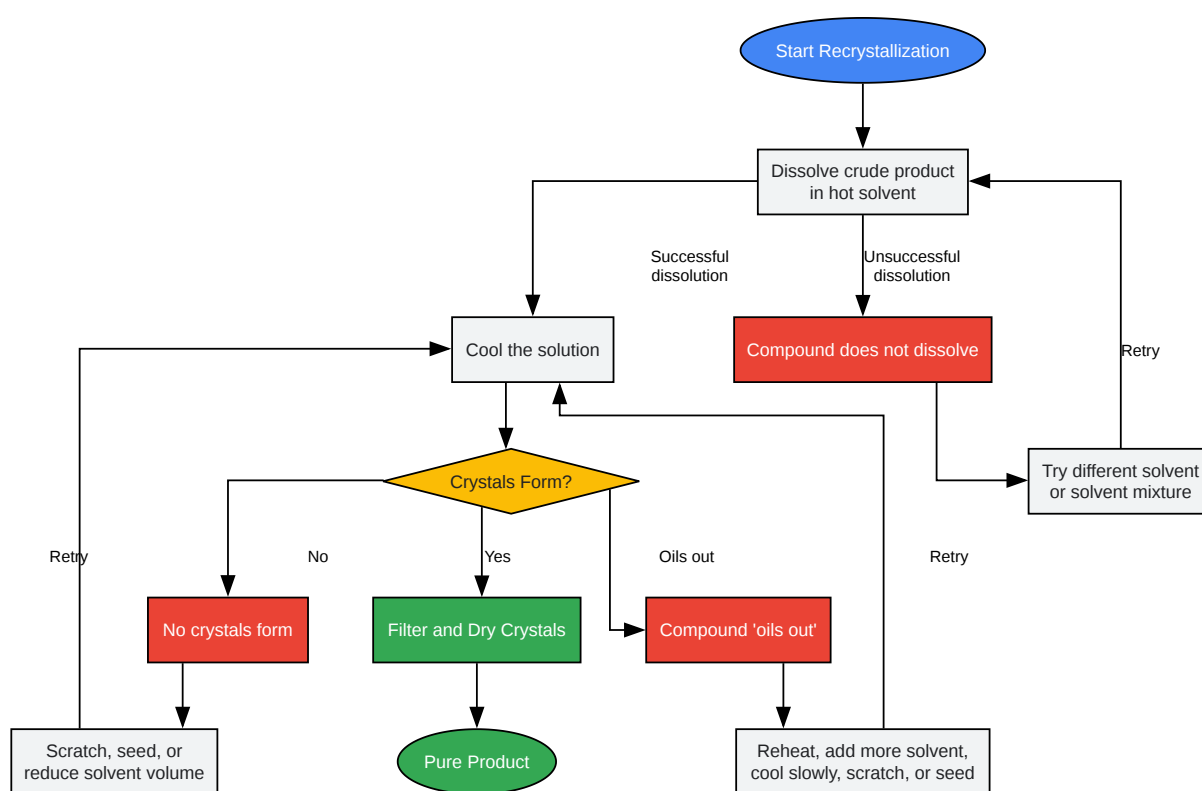 Start Recrystallization
Dissolve crude product
in hot solvent
Successful
dissolution
Unsuccessful
dissolution
Cool the solution
Compound does not dissolve
Retry
Try different solvent
or solvent mixture
Crystals Form?
Retry
No
Yes
Oils out
Retry
No crystals form
Filter and Dry Crystals
Compound 'oils out'
Scratch, seed, or
reduce solvent volume
Pure Product
Reheat, add more solvent,
cool slowly, scratch, or seed